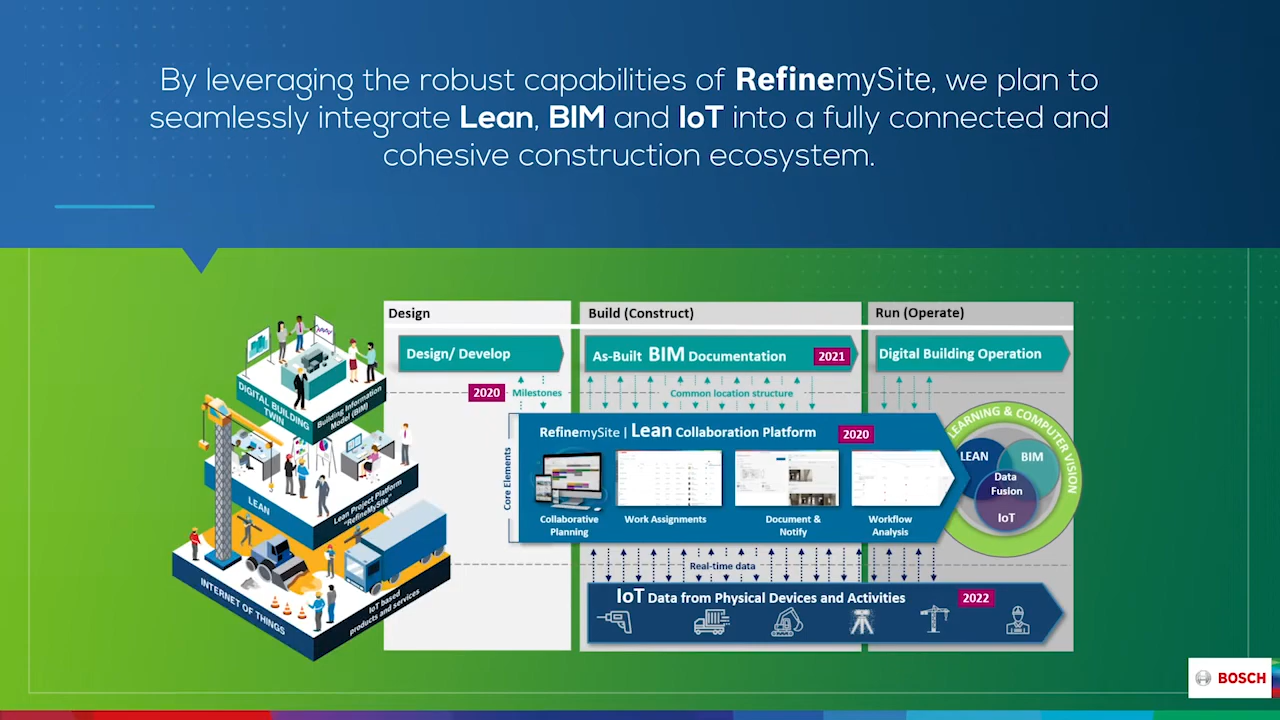 By leveraging the robust capabilities of RefinemySite, we plan to
seamlessly integrate Lean, BIM and IoT into a fully connected and
cohesive construction ecosystem.
Design
Build (Construct)
Run (Operate)
Design/ Develop
As-Built BIM Documentation 2021
Digital Building Operation
2020 Milestones
Common location structure
RefinemySite | Lean Collaboration Platform 2020
Core Elements
Collaborative
Planning
Work Assignments
Document &
Notify
Workflow
Analysis
LEARNING & COMPUTER VISION
LEAN
BIM
Data
Fusion
IoT
Real-time data
IoT Data from Physical Devices and Activities 2022
DIGITAL BUILDING
TWIN
Building Information
Model (BIM)
LEAN
Lean Project Platform
"RefineMySite"
INTERNET OF THINGS
IoT based
products and services
BOSCH